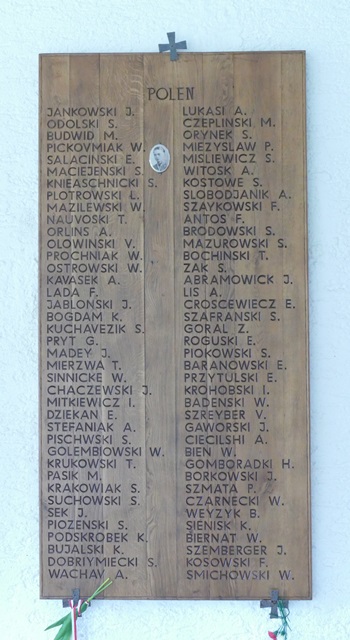 POLEN
JANKOWSKI J.
ODOLSKI S.
BUDWID M.
PICKOVMIAK W.
SALACINSKI E.
MACIEJENSKI S.
KNIEASCHNICKI S.
PLOTROWSKI L.
MAZILEWSKI W.
NAUVOSKI T.
ORLINS A.
OLOWINSKI V.
PROCHNIAK W.
OSTROWSKI W.
KAVASEK A.
LADA F.
JABLONSKI J.
BOGDAM K.
KUCHAVEZIK S.
PRYT G.
MADEY J.
MIERZWA T.
SINNICKE W.
CHACZEWSKI J.
MITKIEWICZ I.
DZIEKAN E.
STEFANIAK A.
PISCHWSKI S.
GOLEMBIOWSKI W.
KRUKOWSKI T.
PASIK M.
KRAKOWIAK S.
SUCHOWSKI S.
SEK J.
PIOZENSKI S.
PODSKROBEK K.
BUJALSKI K.
DOBRIYMIECKI S.
WACHAV A.
LUKASI A.
CZEPLINSKI M.
ORYNEK S.
MIEZYSLAW P.
MISLIEWICZ S.
WITOSK A.
KOSTOWE S.
SLOBODJANIK A.
SZAYKOWSKI F.
ANTOS F.
BRODOWSKI S.
MAZUROWSKI S.
BOCHINSKI T.
ZAK S.
ABRAMOWICK J.
LIS A.
CROSCEWIECZ E.
SZAFRANSKI S.
GORAL Z.
ROGUSKI E.
PIOKOWSKI S.
BARANOWSKI E.
PRZYTULSKI E.
KROHOBSKI I.
BADENSKI W.
SZREYBER V.
GAWORSKI J.
CIECILSHI A.
BIEN W.
GOMBORADKI H.
BORKOWSKI J.
SZMATA P.
CZARNECKI W.
WEYZYK B.
SIENISK K.
BIERNAT W.
SZEMBERGER J.
KOSOWSKI F.
SMICHOWSKI W.